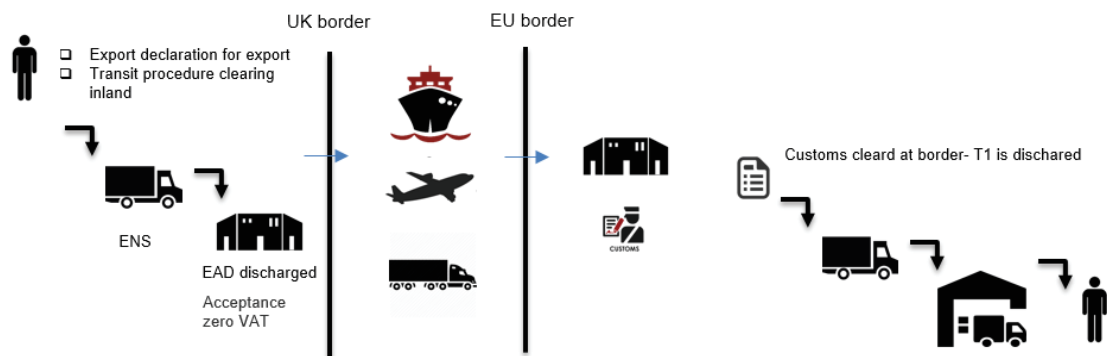 UK border
EU border
Export declaration for export
Transit procedure clearing
inland
ENS
EAD discharged
Acceptance
zero VAT
CUSTOMS
Customs cleard at border- T1 is dischared